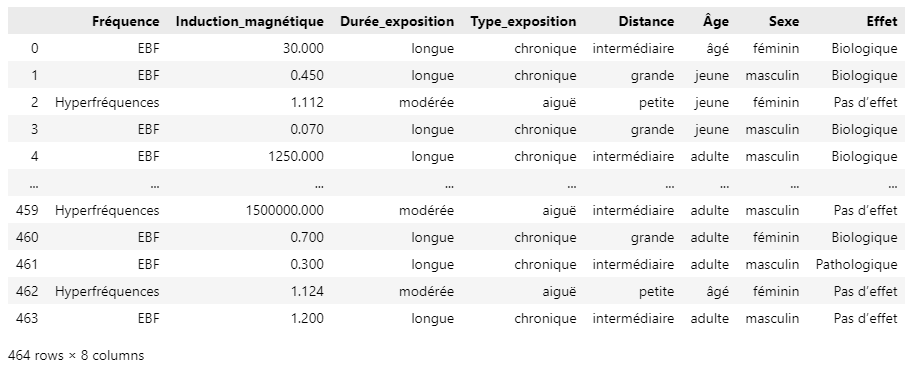 Fréquence Induction_magnétique Durée_exposition Type_exposition Distance Âge Sexe Effet
0 EBF 30.000 longue chronique intermédiaire âgé féminin Biologique
1 EBF 0.450 longue chronique grande jeune masculin Biologique
2 Hyperfréquences 1.112 modérée aiguë petite jeune féminin Pas d’effet
3 EBF 0.070 longue chronique grande jeune masculin Biologique
4 EBF 1250.000 longue chronique intermédiaire adulte masculin Biologique
... ... ... ... ... ... ... ... ...
459 Hyperfréquences 1500000.000 modérée aiguë intermédiaire adulte masculin Pas d’effet
460 EBF 0.700 longue chronique grande adulte féminin Biologique
461 EBF 0.300 longue chronique intermédiaire adulte masculin Pathologique
462 Hyperfréquences 1.124 modérée aiguë petite âgé féminin Pas d’effet
463 EBF 1.200 longue chronique intermédiaire adulte masculin Pas d’effet
464 rows × 8 columns